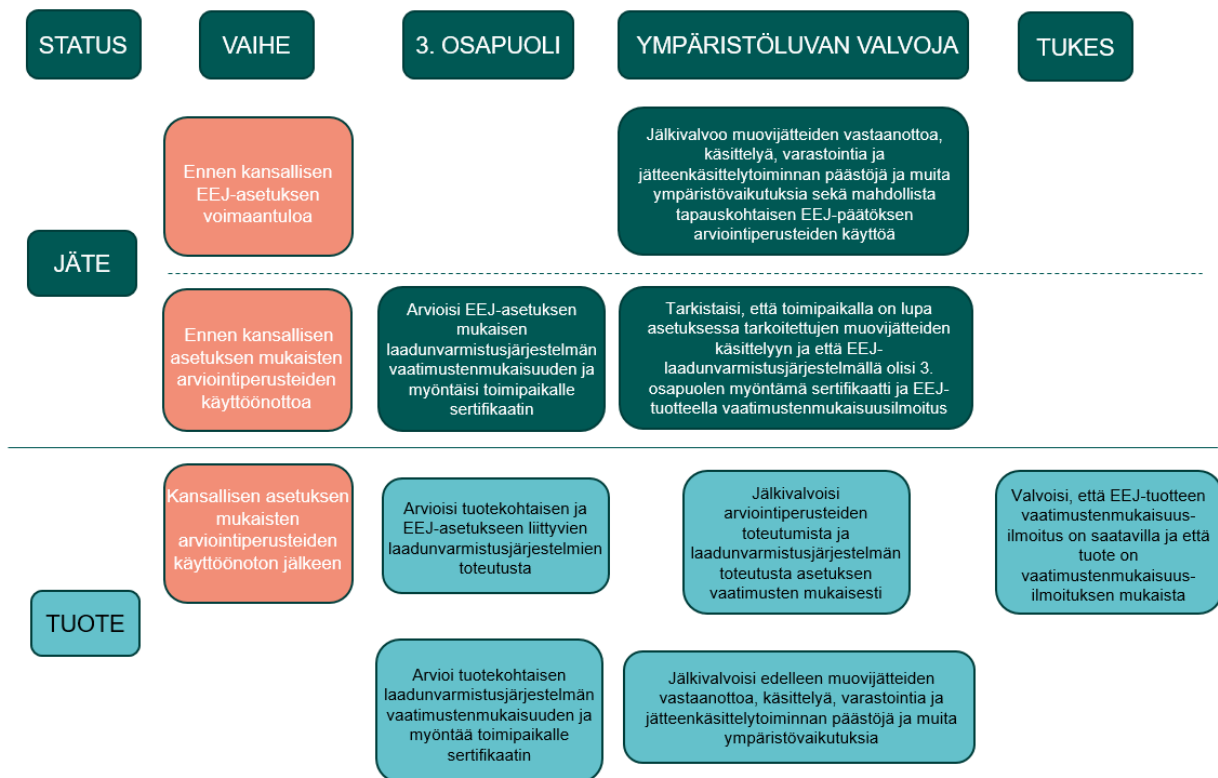 STATUS
VAIHE
3. OSAPUOLI
YMPÄRISTÖLUVAN VALVOJA
TUKES
JÄTE
Ennen kansallisen
EEJ-asetuksen
voimaantuloa
Jälkivalvoo muovijätteiden vastaanottoa,
käsittelyä, varastointia ja
jätteenkäsittelytoiminnan päästöjä ja muita
ympäristövaikutuksia sekä mahdollista
tapauskohtaisen EEJ-päätöksen
arviointiperusteiden käyttöä
Ennen kansallisen
asetuksen mukaisten
arviointiperusteiden
käyttöönottoa
Arvioisi EEJ-asetuksen
mukaisen
laadunvarmistusjärjestelmän
vaatimustenmukaisuuden ja
myöntäisi toimipaikalle
sertifikaatin
Tarkistaisi, että toimipaikalla on lupa
asetuksessa tarkoitettujen muovijätteiden
käsittelyyn ja että EEJ-
laadunvarmistusjärjestelmällä olisi 3.
osapuolen myöntämä sertifikaatti ja EEJ-
tuotteella vaatimustenmukaisuusilmoitus
TUOTE
Kansallisen asetuksen
mukaisten
arviointiperusteiden
käyttöönoton jälkeen
Arvioisi tuotekohtaisen ja
EEJ-asetukseen liittyvien
laadunvarmistusjärjestelmien
toteutusta
Jälkivalvoisi
arviointiperusteiden
toteutumista ja
laadunvarmistusjärjestelmän
toteutusta asetuksen
vaatimusten mukaisesti
Valvoisi, että EEJ-tuotteen
vaatimustenmukaisuus-
ilmoitus on saatavilla ja että
tuote on
vaatimustenmukaisuus-
ilmoituksen mukaista
Arvioi tuotekohtaisen
laadunvarmistusjärjestelmän
vaatimustenmukaisuuden ja
myöntää toimipaikalle
sertifikaatin
Jälkivalvoisi edelleen muovijätteiden
vastaanottoa, käsittelyä, varastointia ja
jätteenkäsittelytoiminnan päästöjä ja muita
ympäristövaikutuksia